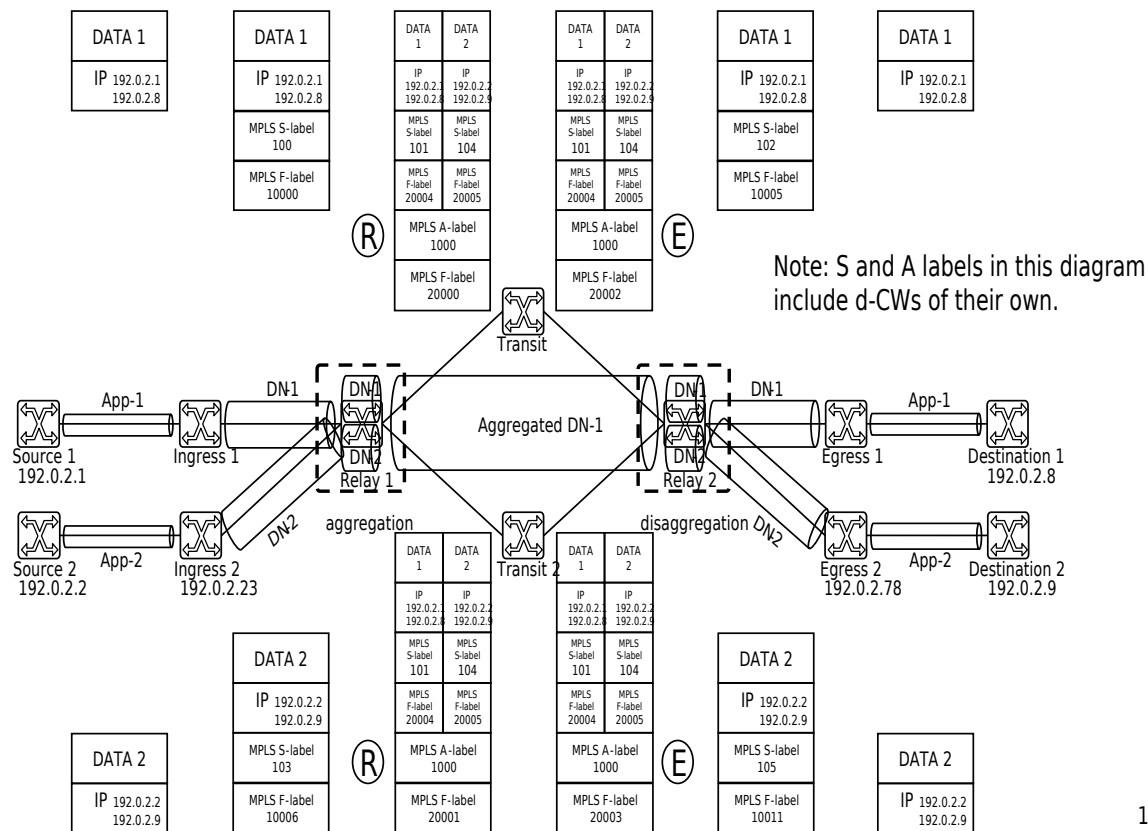 DATA 1
IP 192.0.2.1
192.0.2.8
DATA 1
IP 192.0.2.1
192.0.2.8
MPLS S-label
100
MPLS F-label
10000
DATA
1
DATA
2
IP
192.0.2.1
192.0.2.8
IP
192.0.2.2
192.0.2.9
MPLS
S-label
101
MPLS
S-label
104
MPLS
F-label
20004
MPLS
F-label
20005
MPLS A-label
1000
MPLS F-label
20000
R
DATA
1
DATA
2
IP
192.0.2.1
192.0.2.8
IP
192.0.2.2
192.0.2.9
MPLS
S-label
101
MPLS
S-label
104
MPLS
F-label
20004
MPLS
F-label
20005
MPLS A-label
1000
MPLS F-label
20002
E
DATA 1
IP 192.0.2.1
192.0.2.8
MPLS S-label
102
MPLS F-label
10005
DATA 1
IP 192.0.2.1
192.0.2.8
Note: S and A labels in this diagram
include d-CWs of their own.
Transit
App-1
DN-1
DN-1
Aggregated DN-1
DN-1
DN-1
App-1
Source 1
192.0.2.1
Ingress 1
DN-2
Relay 1
DN-2
Relay 2
Egress 1
Destination 1
192.0.2.8
DN-2
aggregation
disaggregation
DN-2
App-2
Source 2
192.0.2.2
Ingress 2
192.0.2.23
Transit 2
Egress 2
192.0.2.78
App-2
Destination 2
192.0.2.9
DATA 2
IP 192.0.2.2
192.0.2.9
DATA 2
IP 192.0.2.2
192.0.2.9
MPLS S-label
103
MPLS F-label
10006
R
DATA
1
DATA
2
IP
192.0.2.1
192.0.2.8
IP
192.0.2.2
192.0.2.9
MPLS
S-label
101
MPLS
S-label
104
MPLS
F-label
20004
MPLS
F-label
20005
MPLS A-label
1000
MPLS F-label
20001
DATA
1
DATA
2
IP
192.0.2.1
192.0.2.8
IP
192.0.2.2
192.0.2.9
MPLS
S-label
101
MPLS
S-label
104
MPLS
F-label
20004
MPLS
F-label
20005
MPLS A-label
1000
MPLS F-label
20003
E
DATA 2
IP 192.0.2.2
192.0.2.9
MPLS S-label
105
MPLS F-label
10011
DATA 2
IP 192.0.2.2
192.0.2.9
1